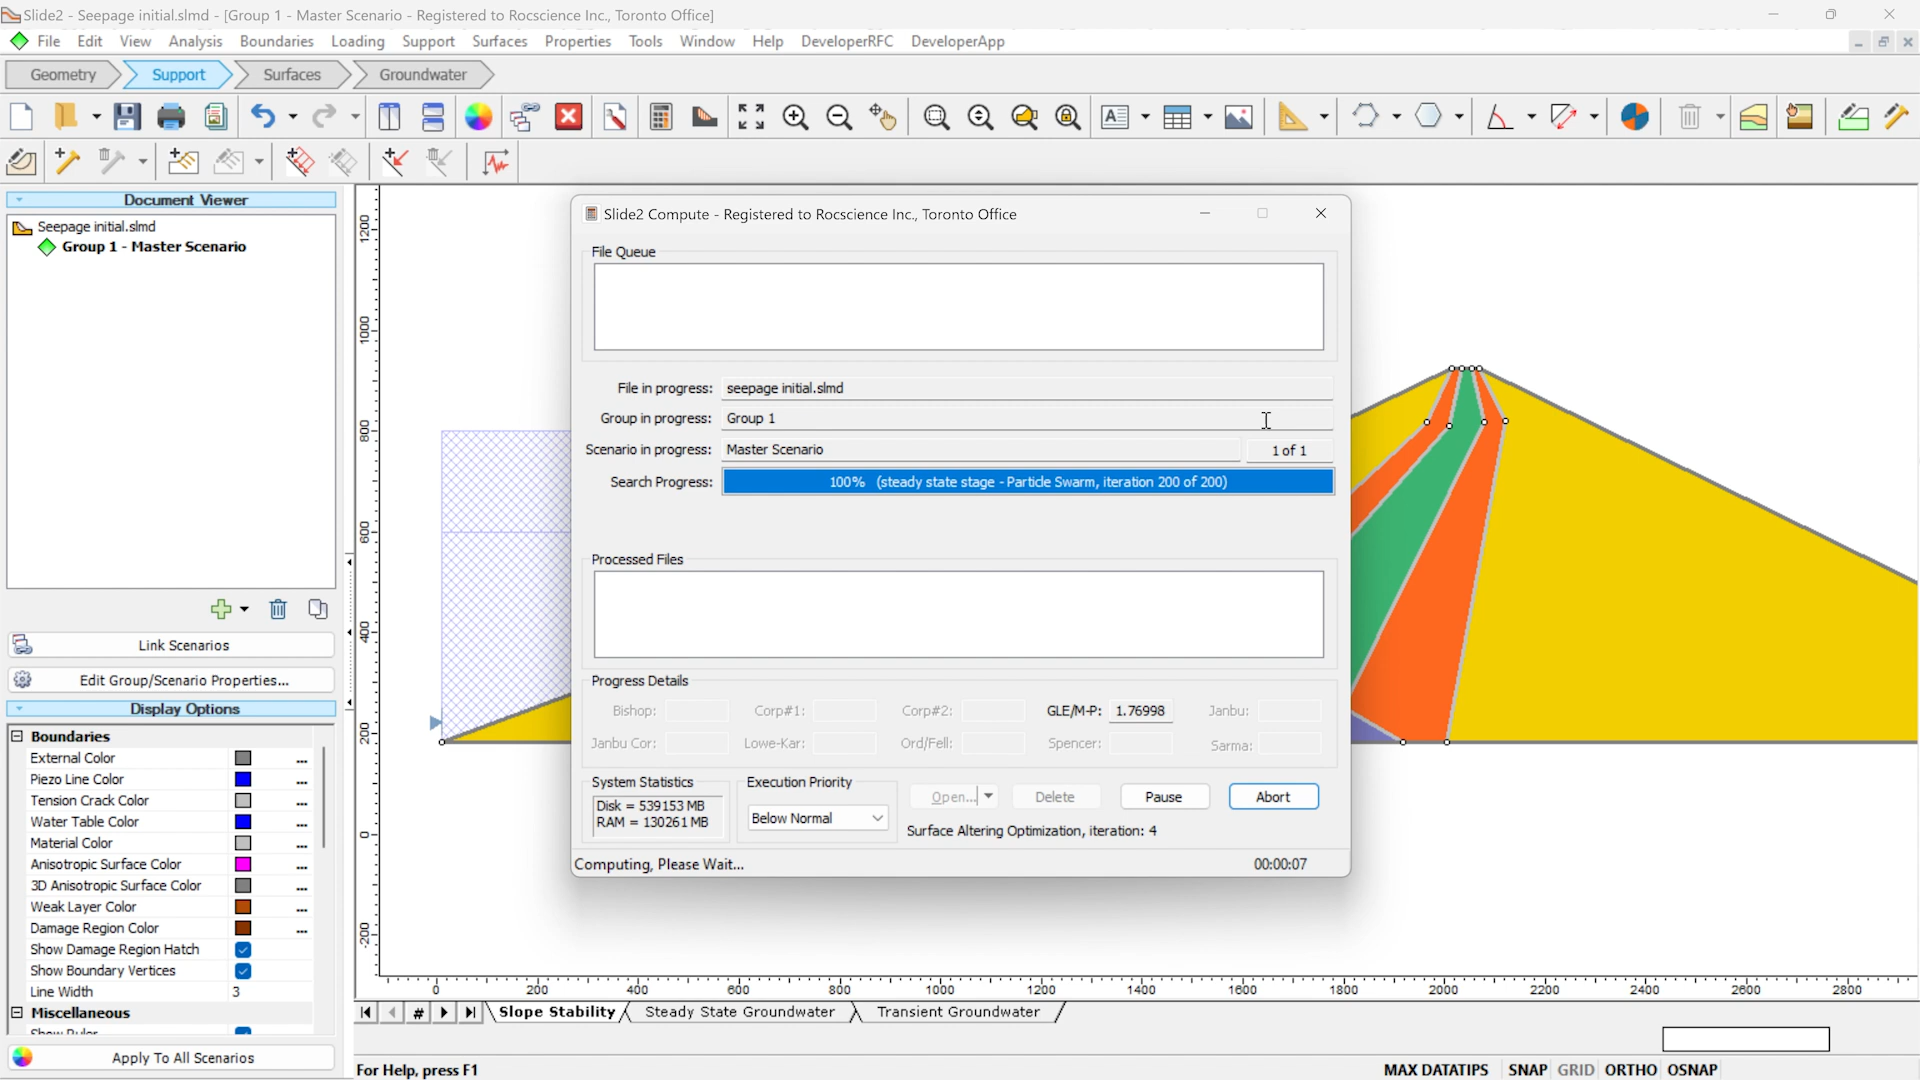 Slide2 - Seepage initial.slmd - [Group 1 - Master Scenario - Registered to Rocscience Inc., Toronto Office]
File Edit View Analysis Boundaries Loading Support Surfaces Properties Tools Window Help DeveloperRFC DeveloperApp
Geometry Support Surfaces Groundwater
Document Viewer
Seepage initial.slmd
Group 1 - Master Scenario
Link Scenarios
Edit Group/Scenario Properties...
Display Options
Boundaries
External Color ...
Piezo Line Color ...
Tension Crack Color ...
Water Table Color ...
Material Color ...
Anisotropic Surface Color ...
3D Anisotropic Surface Color ...
Weak Layer Color ...
Damage Region Color ...
Show Damage Region Hatch
Show Boundary Vertices
Line Width 3
Miscellaneous
Show Ruler
Apply To All Scenarios
1200
1000
800
600
400
200
0
-200
Slide2 Compute - Registered to Rocscience Inc., Toronto Office
File Queue
File in progress: seepage initial.slmd
Group in progress: Group 1
Scenario in progress: Master Scenario 1 of 1
Search Progress: 100% (steady state stage - Particle Swarm, iteration 200 of 200)
Processed Files
Progress Details
Bishop: Corp#1: Corp#2: GLE/M-P: 1.76998 Janbu:
Janbu Cor: Lowe-Kar: Ord/Fell: Spencer: Sarma:
System Statistics
Disk = 539153 MB
RAM = 130261 MB
Execution Priority
Below Normal
Open... Delete Pause Abort
Surface Altering Optimization, iteration: 4
Computing, Please Wait... 00:00:07
0 200 400 600 800 1000 1200 1400 1600 1800 2000 2200 2400 2600 2800
# Slope Stability Steady State Groundwater Transient Groundwater
For Help, press F1
MAX DATATIPS SNAP GRID ORTHO OSNAP